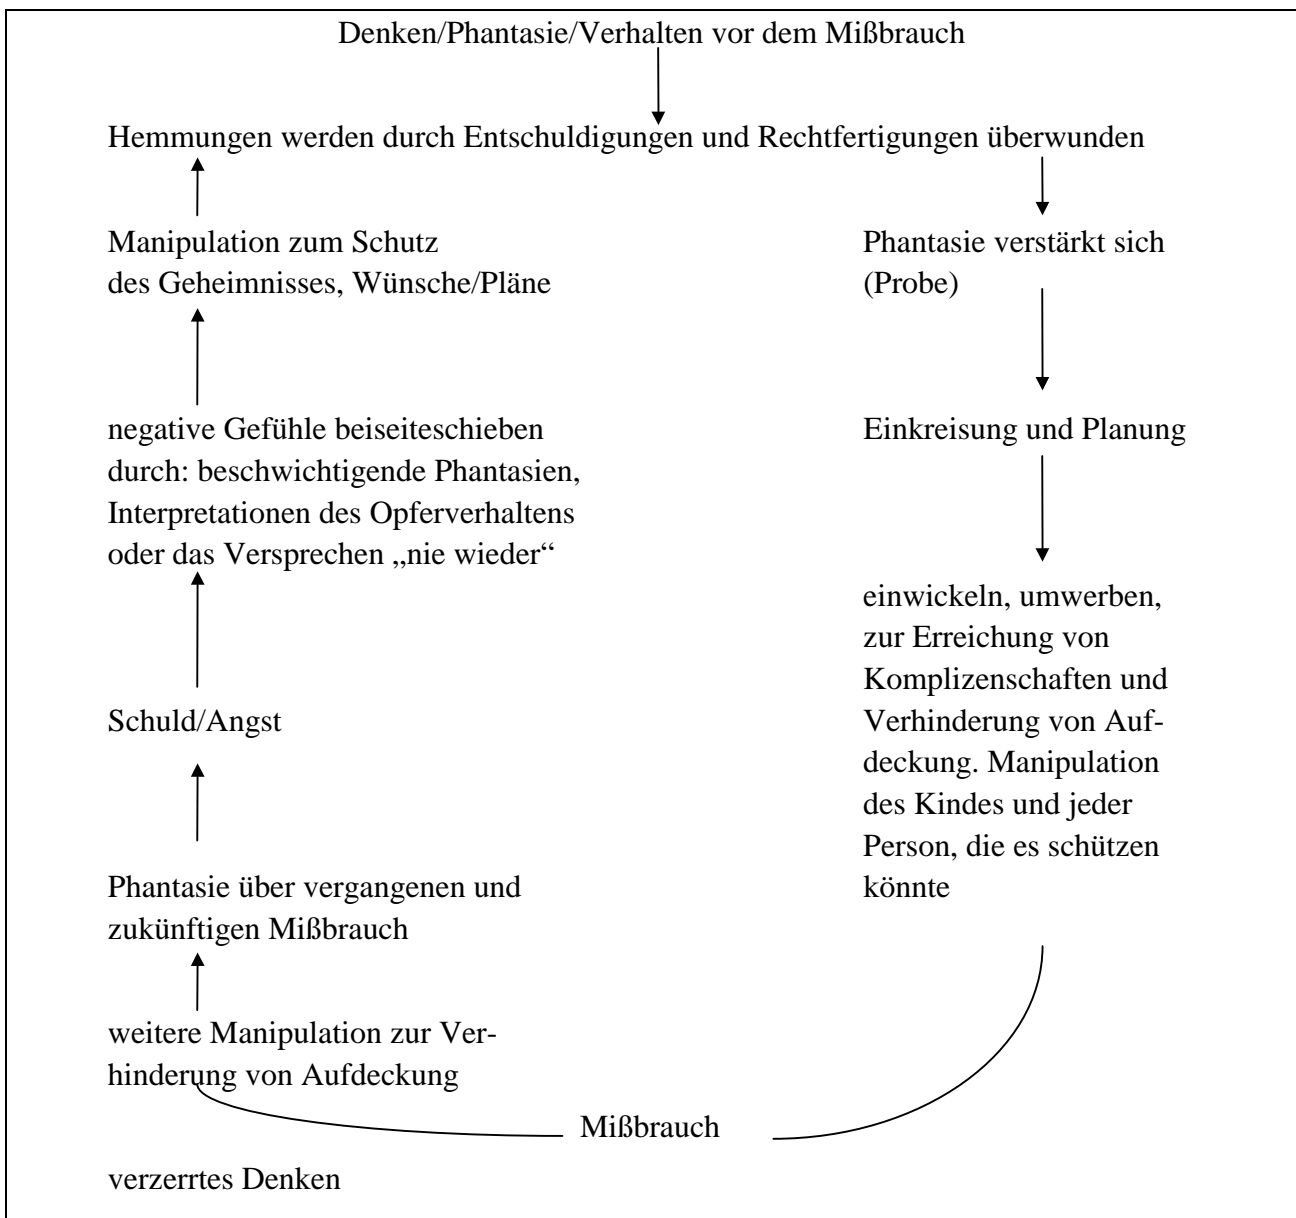 Denken/Phantasie/Verhalten vor dem Mißbrauch
Hemmungen werden durch Entschuldigungen und Rechtfertigungen überwunden
Manipulation zum Schutz
des Geheimnisses, Wünsche/Pläne
Phantasie verstärkt sich
(Probe)
negative Gefühle beiseiteschieben
durch: beschwichtigende Phantasien,
Interpretationen des Opferverhaltens
oder das Versprechen „nie wieder“
Einkreisung und Planung
einwickeln, umwerben,
zur Erreichung von
Komplizenschaften und
Verhinderung von Auf-
deckung. Manipulation
des Kindes und jeder
Person, die es schützen
könnte
Schuld/Angst
Phantasie über vergangenen und
zukünftigen Mißbrauch
weitere Manipulation zur Ver-
hinderung von Aufdeckung
Mißbrauch
verzerrtes Denken